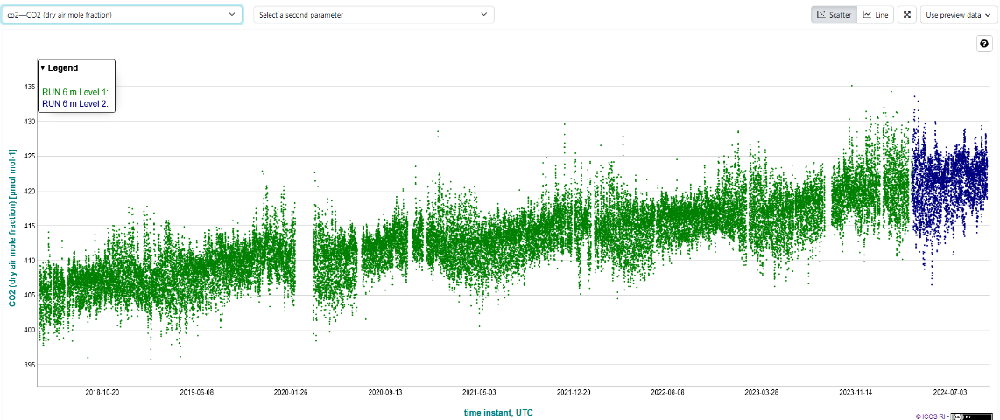 co2—CO2 (dry air mole fraction)
Select a second parameter
Scatter
Line
Use preview data
?
Legend
RUN 6 m Level 1:
RUN 6 m Level 2:
435
430
425
420
415
410
405
400
395
CO2 (dry air mole fraction) [µmol mol-1]
2018-10-20
2019-06-08
2020-01-26
2020-09-13
2021-05-03
2021-12-20
2022-08-08
2023-03-28
2023-11-14
2024-07-03
time instant, UTC
© ICOS RI - cc BY